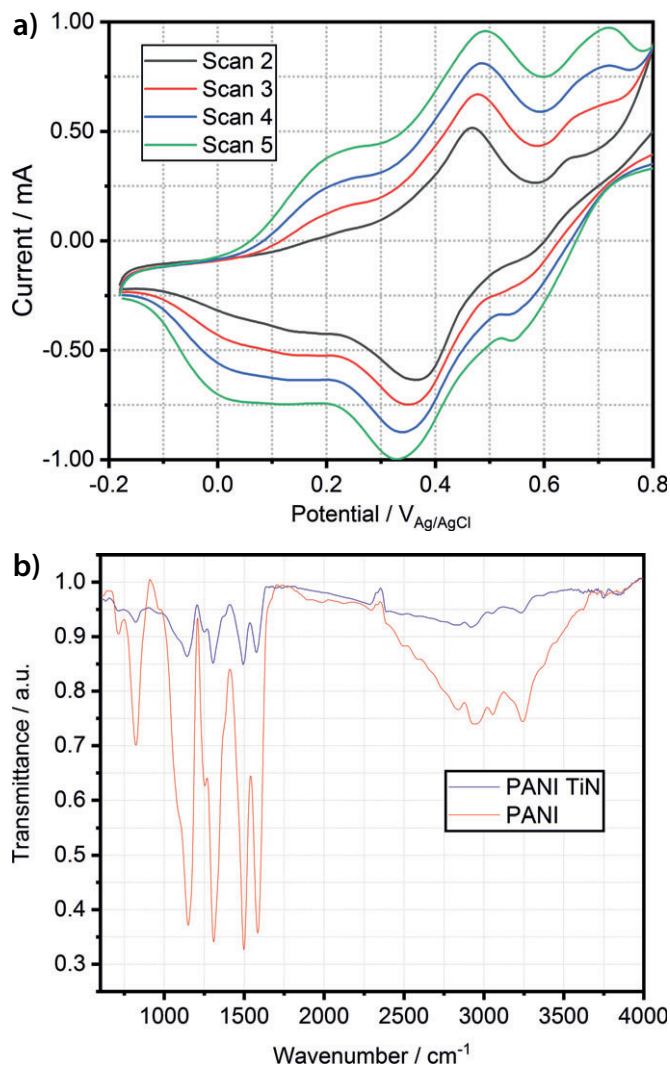 a)
1.00
0.50
0.00
-0.50
-1.00
Current / mA
Scan 2
Scan 3
Scan 4
Scan 5
-0.2 0.0 0.2 0.4 0.6 0.8
Potential / V_Ag/AgCl
b)
1.0
0.9
0.8
0.7
0.6
0.5
0.4
0.3
Transmittance / a.u.
PANI TiN
PANI
1000 1500 2000 2500 3000 3500 4000
Wavenumber / cm⁻¹